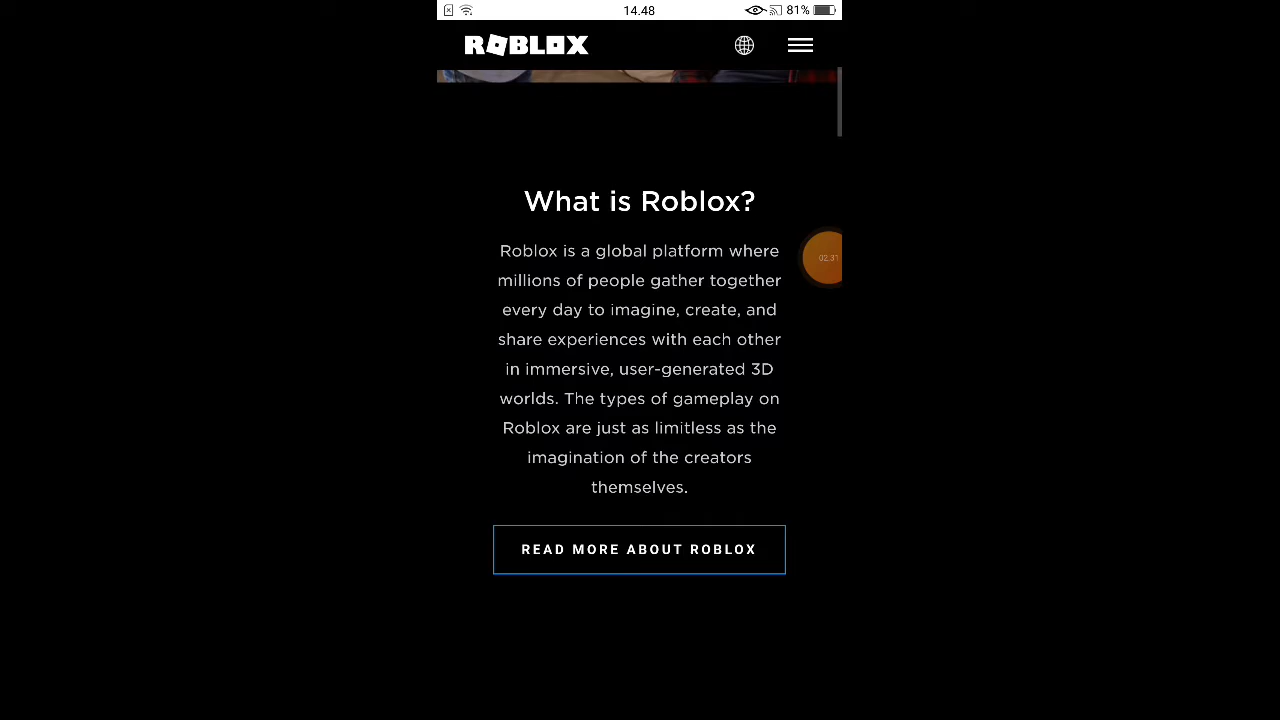 14.48
81%
ROBLOX
What is Roblox?
Roblox is a global platform where
millions of people gather together
every day to imagine, create, and
share experiences with each other
in immersive, user-generated 3D
worlds. The types of gameplay on
Roblox are just as limitless as the
imagination of the creators
themselves.
02.31
READ MORE ABOUT ROBLOX